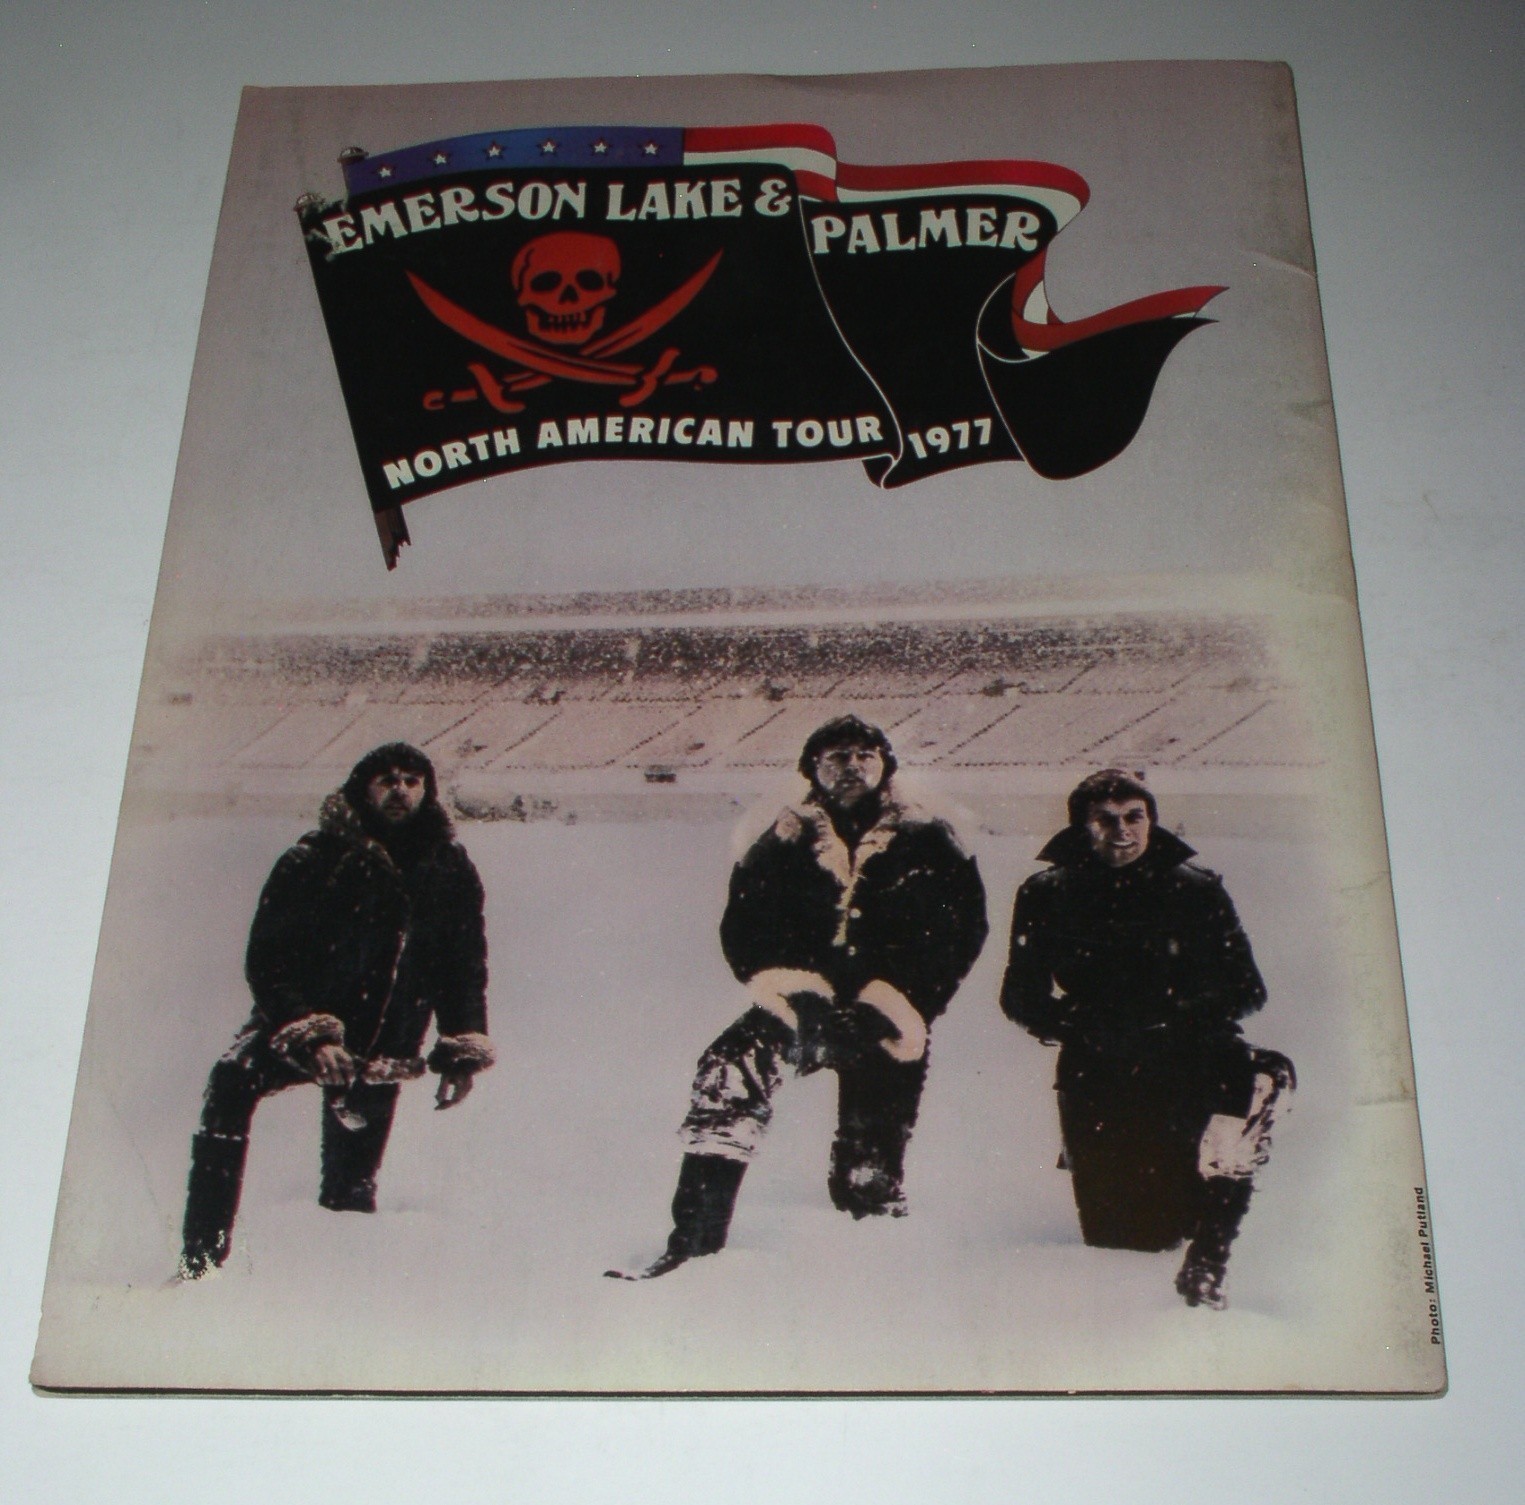 EMERSON LAKE & PALMER
NORTH AMERICAN TOUR 1977
Photo: Michael Putland